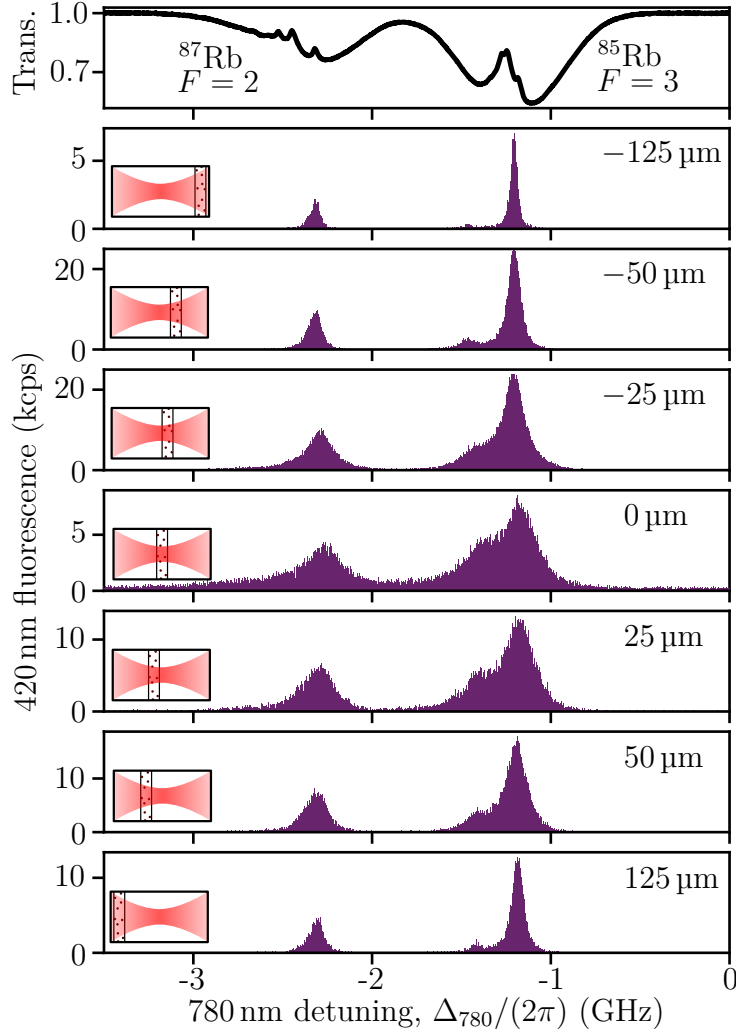 Trans.
1.0
0.7
⁸⁷Rb
F = 2
⁸⁵Rb
F = 3
420 nm fluorescence (kcps)
5
0
−125 µm
20
0
−50 µm
20
0
−25 µm
5
0
0 µm
10
0
25 µm
10
0
50 µm
10
0
125 µm
-3 -2 -1 0
780 nm detuning, Δ₇₈₀/(2π) (GHz)